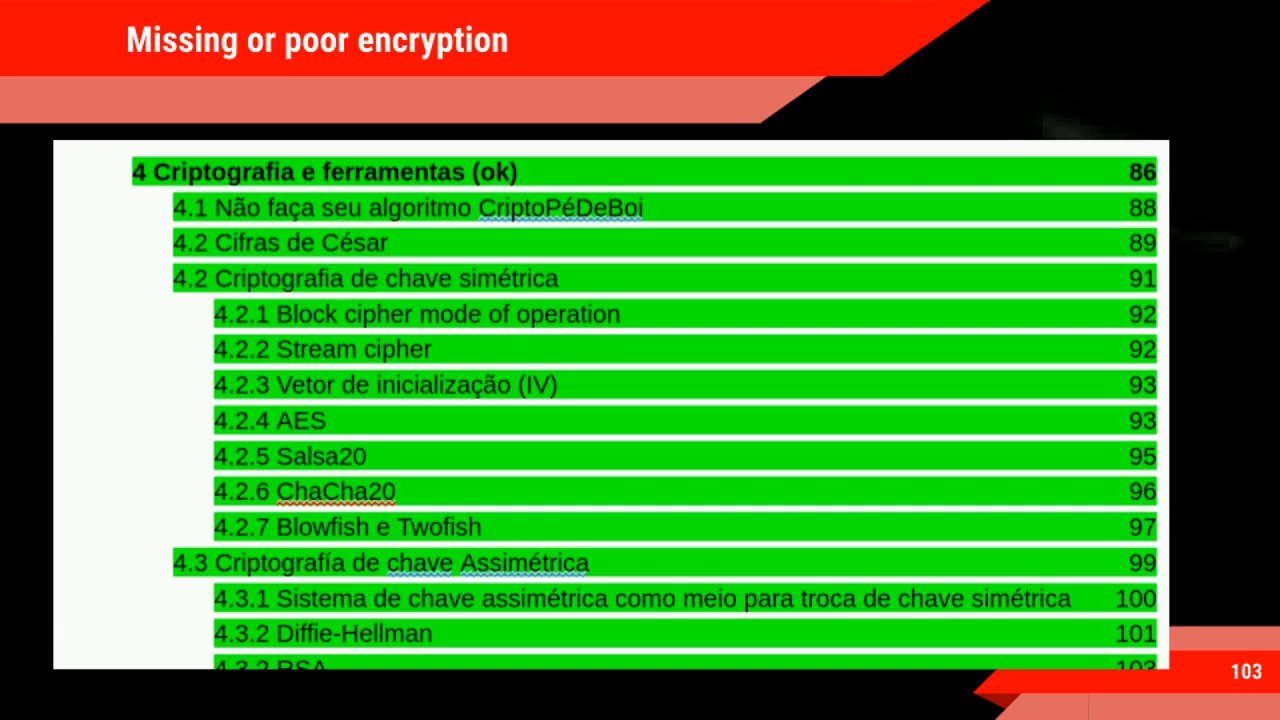 Missing or poor encryption
4 Criptografia e ferramentas (ok) 86
4.1 Não faça seu algoritmo CriptoPéDeBoi 88
4.2 Cifras de César 89
4.2 Criptografia de chave simétrica 91
4.2.1 Block cipher mode of operation 92
4.2.2 Stream cipher 92
4.2.3 Vetor de inicialização (IV) 93
4.2.4 AES 93
4.2.5 Salsa20 95
4.2.6 ChaCha20 96
4.2.7 Blowfish e Twofish 97
4.3 Criptografía de chave Assimétrica 99
4.3.1 Sistema de chave assimétrica como meio para troca de chave simétrica 100
4.3.2 Diffie-Hellman 101
4.3.2 RSA 103
103